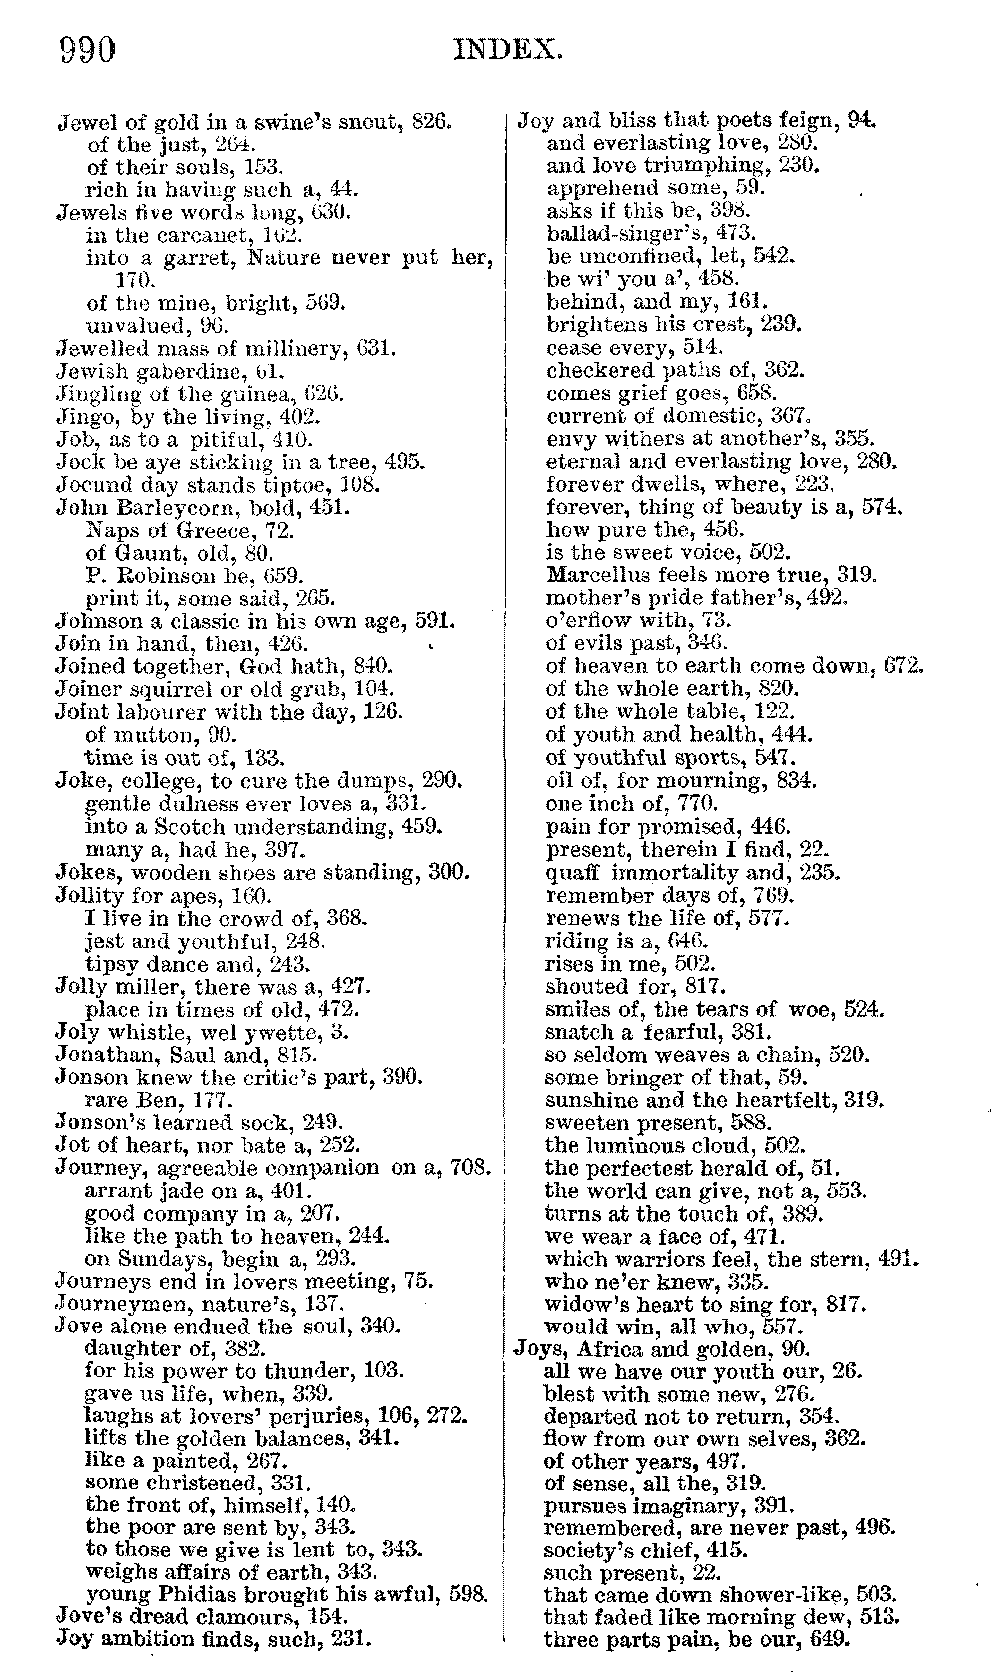 990
INDEX.
Jewel of gold in a swine's snout, 826.
of the just, 264.
of their souls, 153.
rich in having such a, 44.
Jewels five words long, 630.
in the carcanet, 162.
into a garret, Nature never put her,
170.
of the mine, bright, 569.
unvalued, 96.
Jewelled mass of millinery, 631.
Jewish gaberdine, 61.
Jingling of the guinea, 626.
Jingo, by the living, 402.
Job, as to a pitiful, 410.
Jock be aye sticking in a tree, 495.
Jocund day stands tiptoe, 108.
John Barleycorn, bold, 451.
Naps of Greece, 72.
of Gaunt, old, 80.
P. Robinson he, 659.
print it, some said, 265.
Johnson a classic in his own age, 591.
Join in hand, then, 426.
Joined together, God hath, 840.
Joiner squirrel or old grub, 104.
Joint labourer with the day, 126.
of mutton, 90.
time is out of, 133.
Joke, college, to cure the dumps, 290.
gentle dulness ever loves a, 331.
into a Scotch understanding, 459.
many a, had he, 397.
Jokes, wooden shoes are standing, 300.
Jollity for apes, 160.
I live in the crowd of, 368.
jest and youthful, 248.
tipsy dance and, 243.
Jolly miller, there was a, 427.
place in times of old, 472.
Joly whistle, wel ywette, 3.
Jonathan, Saul and, 815.
Jonson knew the critic's part, 390.
rare Ben, 177.
Jonson's learned sock, 249.
Jot of heart, nor bate a, 252.
Journey, agreeable companion on a, 708.
arrant jade on a, 401.
good company in a, 207.
like the path to heaven, 244.
on Sundays, begin a, 293.
Journeys end in lovers meeting, 75.
Journeymen, nature's, 137.
Jove alone endued the soul, 340.
daughter of, 382.
for his power to thunder, 103.
gave us life, when, 339.
laughs at lovers' perjuries, 106, 272.
lifts the golden balances, 341.
like a painted, 267.
some christened, 331.
the front of, himself, 140.
the poor are sent by, 343.
to those we give is lent to, 343.
weighs affairs of earth, 343.
young Phidias brought his awful, 598.
Jove's dread clamours, 154.
Joy ambition finds, such, 231.
Joy and bliss that poets feign, 94.
and everlasting love, 280.
and love triumphing, 230.
apprehend some, 59.
asks if this be, 398.
ballad-singer's, 473.
be unconfined, let, 542.
be wi' you a', 458.
behind, and my, 161.
brightens his crest, 239.
cease every, 514.
checkered paths of, 362.
comes grief goes, 658.
current of domestic, 367.
envy withers at another's, 355.
eternal and everlasting love, 280.
forever dwells, where, 223.
forever, thing of beauty is a, 574.
how pure the, 456.
is the sweet voice, 502.
Marcellus feels more true, 319.
mother's pride father's, 492.
o'erflow with, 73.
of evils past, 346.
of heaven to earth come down, 672.
of the whole earth, 820.
of the whole table, 122.
of youth and health, 444.
of youthful sports, 547.
oil of, for mourning, 834.
one inch of, 770.
pain for promised, 446.
present, therein I find, 22.
quaff immortality and, 235.
remember days of, 769.
renews the life of, 577.
riding is a, 646.
rises in me, 502.
shouted for, 817.
smiles of, the tears of woe, 524.
snatch a fearful, 381.
so seldom weaves a chain, 520.
some bringer of that, 59.
sunshine and the heartfelt, 319.
sweeten present, 588.
the luminous cloud, 502.
the perfectest herald of, 51.
the world can give, not a, 553.
turns at the touch of, 389.
we wear a face of, 471.
which warriors feel, the stern, 491.
who ne'er knew, 335.
widow's heart to sing for, 817.
would win, all who, 557.
Joys, Africa and golden, 90.
all we have our youth our, 26.
blest with some new, 276.
departed not to return, 354.
flow from our own selves, 362.
of other years, 497.
of sense, all the, 319.
pursues imaginary, 391.
remembered, are never past, 496.
society's chief, 415.
such present, 22.
that came down shower-like, 503.
that faded like morning dew, 513.
three parts pain, be our, 649.